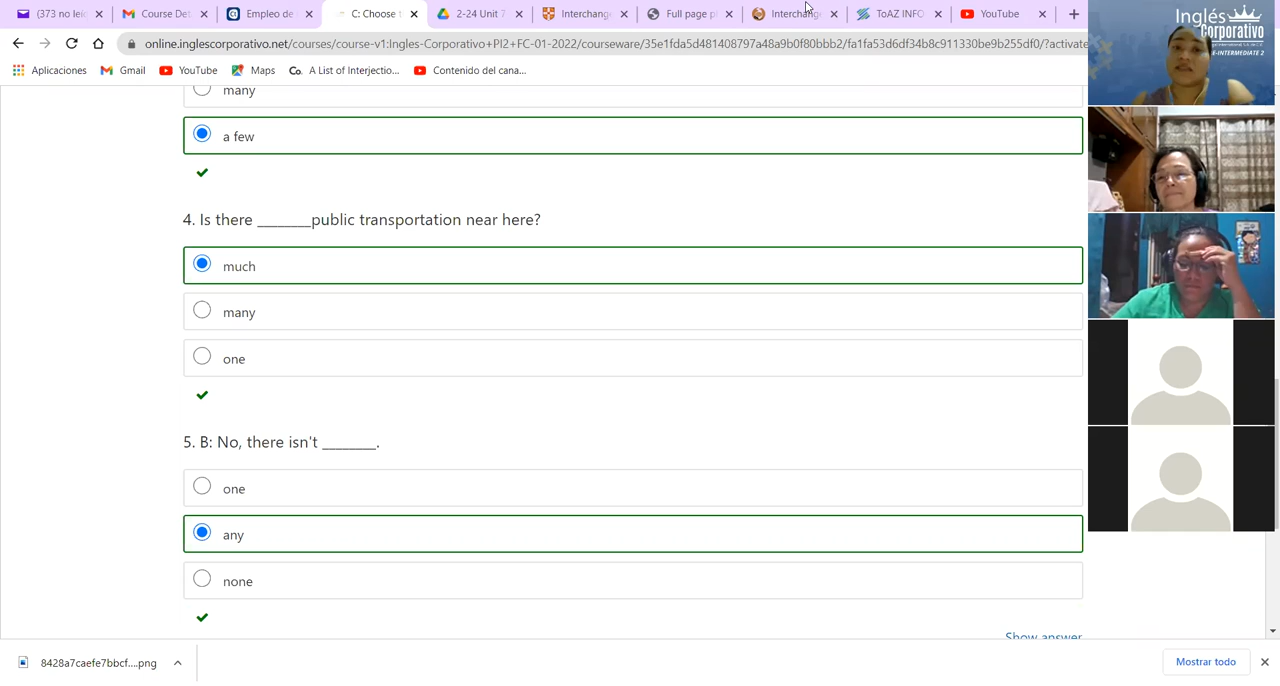 (373 no leíd
Course Det
Empleo de
C: Choose t
2-24 Unit 7
Interchang
Full page pi
Interchang
ToAZ INFO
YouTube
online.inglescorporativo.net/courses/course-v1:Ingles-Corporativo+PI2+FC-01-2022/courseware/35e1fda5d481408797a48a9b0f80bbb2/fa1fa53d6df34b8c911330be9b255df0/?activate
Aplicaciones
Gmail
YouTube
Maps
Co. A List of Interjectio...
Contenido del cana...
Inglés
Corporativo
E-INTERMEDIATE 2
many
a few
4. Is there _______public transportation near here?
much
many
one
5. B: No, there isn't _______.
one
any
none
Show answer
8428a7caefe7bbcf....png
Mostrar todo